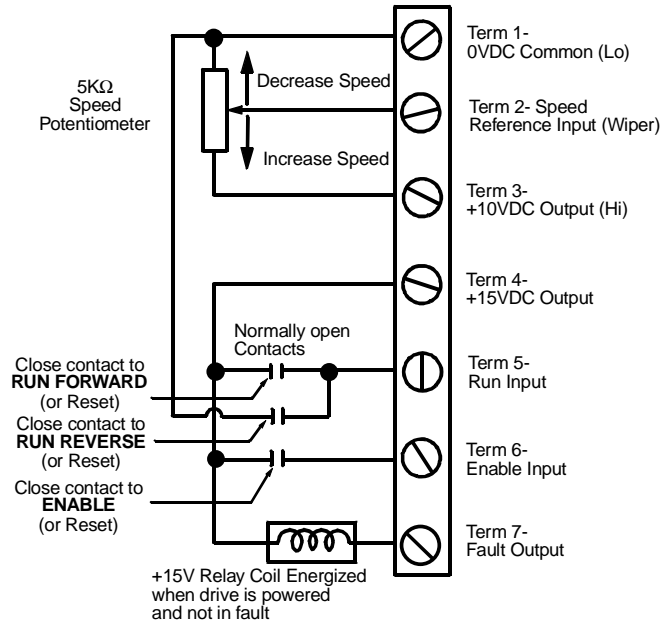 Term 1-
0VDC Common (Lo)
5KΩ
Speed
Potentiometer
Decrease Speed
Term 2- Speed
Reference Input (Wiper)
Increase Speed
Term 3-
+10VDC Output (Hi)
Term 4-
+15VDC Output
Normally open
Contacts
Close contact to
RUN FORWARD
(or Reset)
Term 5-
Run Input
Close contact to
RUN REVERSE
(or Reset)
Term 6-
Enable Input
Close contact to
ENABLE
(or Reset)
Term 7-
Fault Output
+15V Relay Coil Energized
when drive is powered
and not in fault